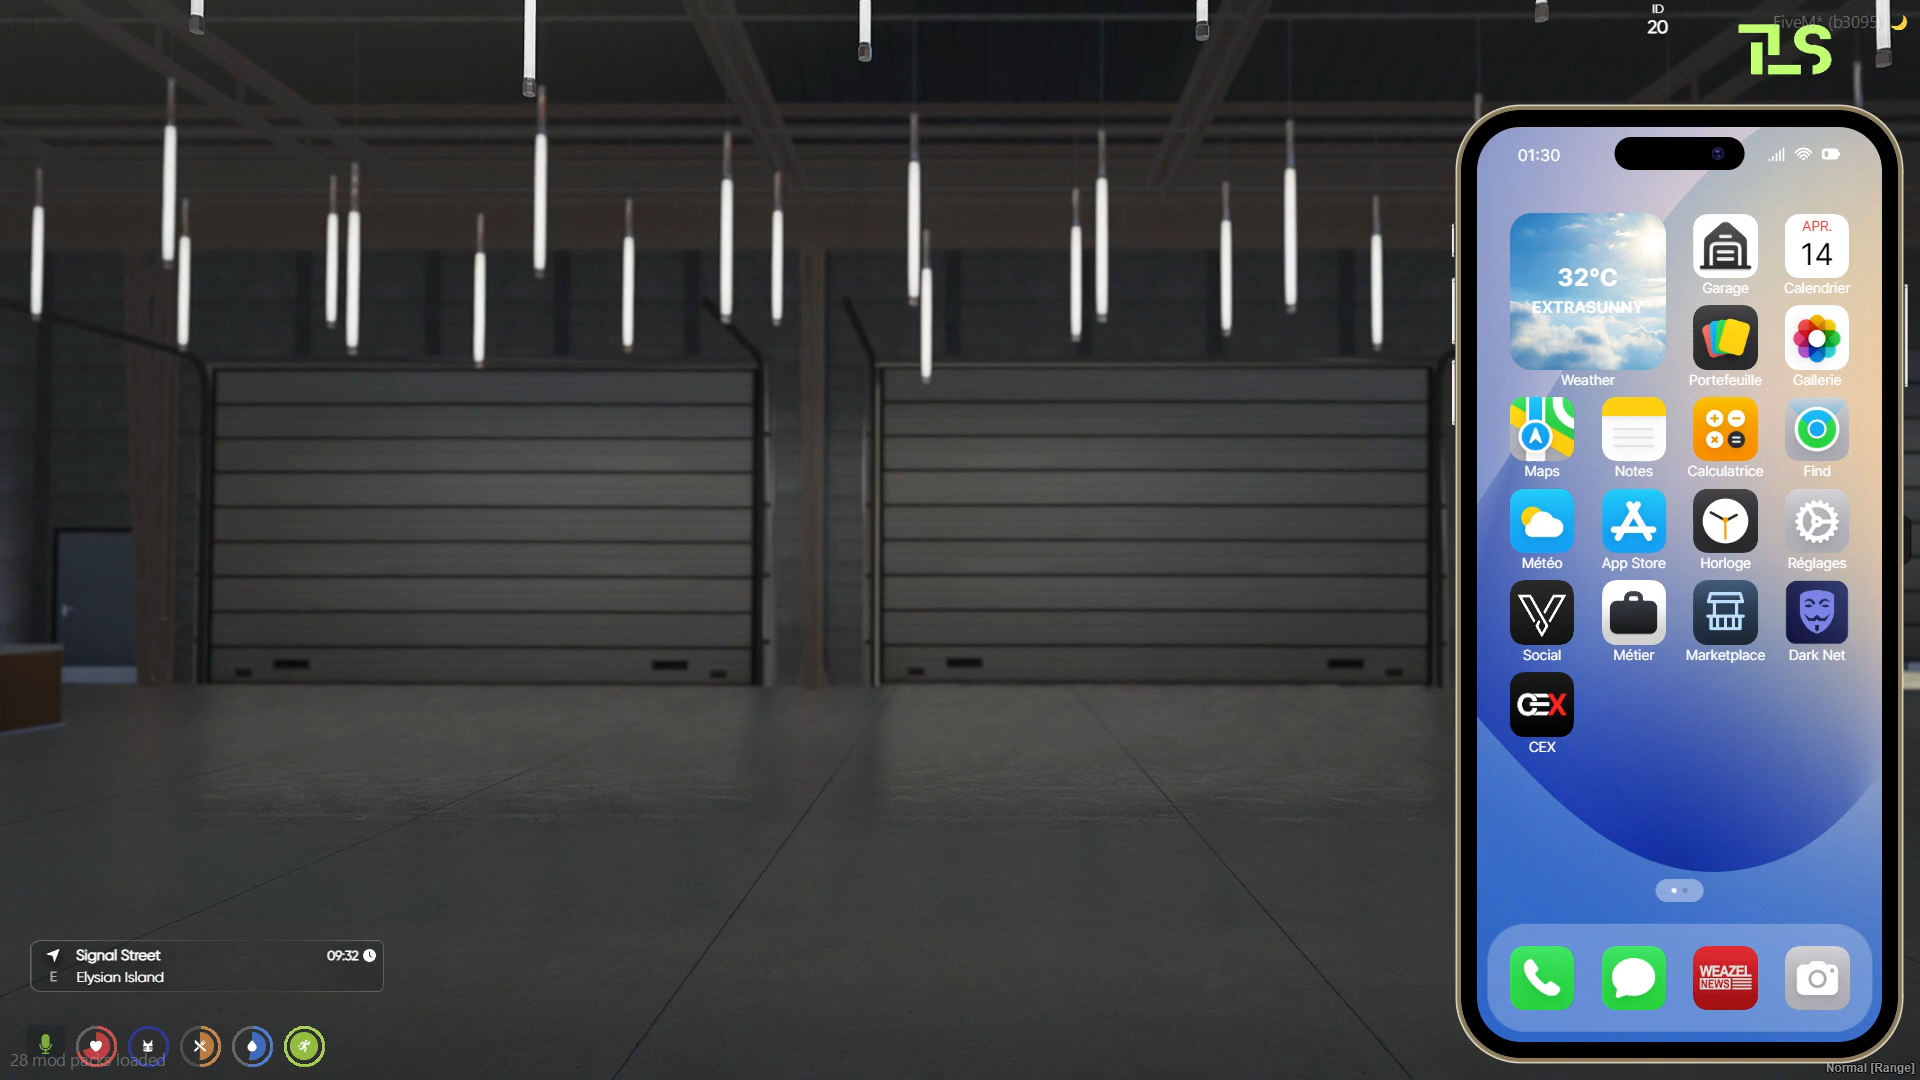 ID
20
FiveM* (b3095)
TLS
01:30
32°C
EXTRASUNNY
Weather
Garage
APR.
14
Calendrier
Portefeuille
Gallerie
Maps
Notes
Calculatrice
Find
Météo
App Store
Horloge
Réglages
Social
Métier
Marketplace
Dark Net
CEX
CEX
WEAZEL
NEWS
Signal Street
09:32
E
Elysian Island
28 mod packs loaded
Normal [Range]